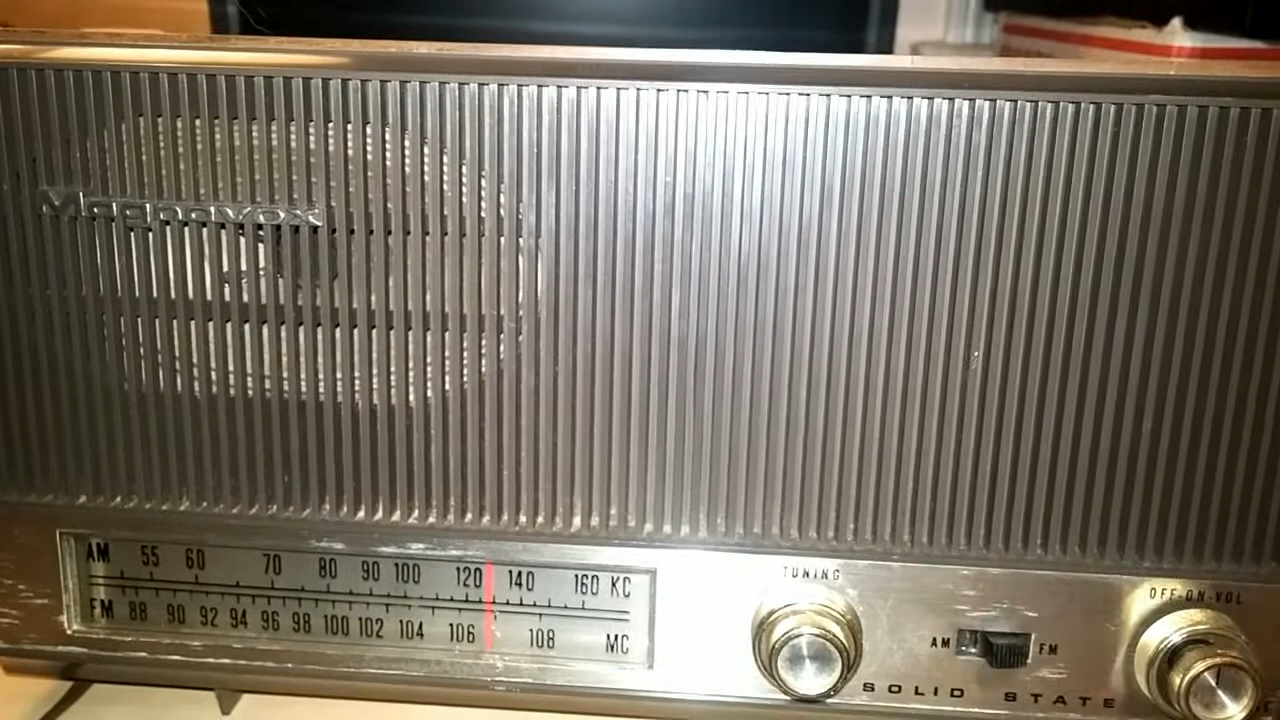 Magnavox
AM 55 60 70 80 90 100 120 140 160 KC
FM 88 90 92 94 96 98 100 102 104 106 108 MC
TUNING
AM FM
OFF-ON-VOL
SOLID STATE